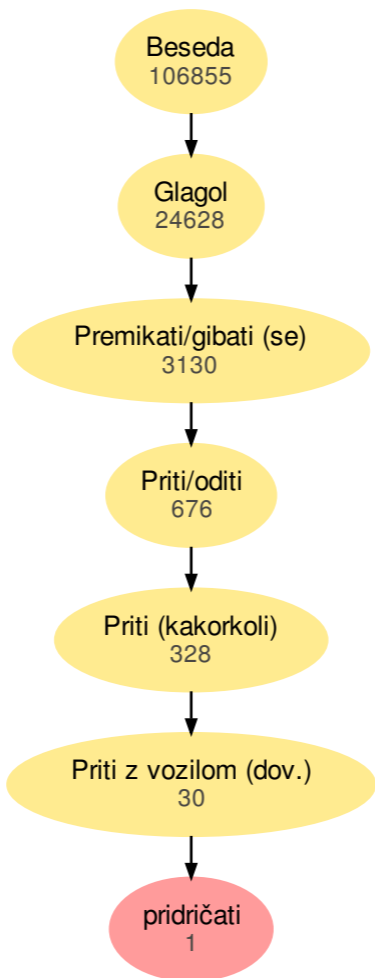 Beseda
106855
Glagol
24628
Premikati/gibati (se)
3130
Priti/oditi
676
Priti (kakorkoli)
328
Priti z vozilom (dov.)
30
pridričati
1